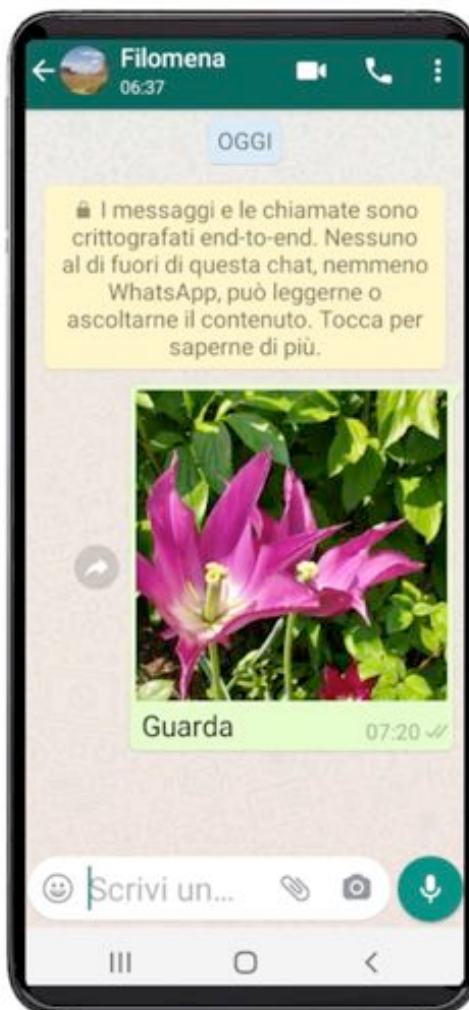 Filomena
06:37
OGGI
I messaggi e le chiamate sono
crittografati end-to-end. Nessuno
al di fuori di questa chat, nemmeno
WhatsApp, può leggerne o
ascoltarne il contenuto. Tocca per
saperne di più.
Guarda
07:20
Scrivi un...